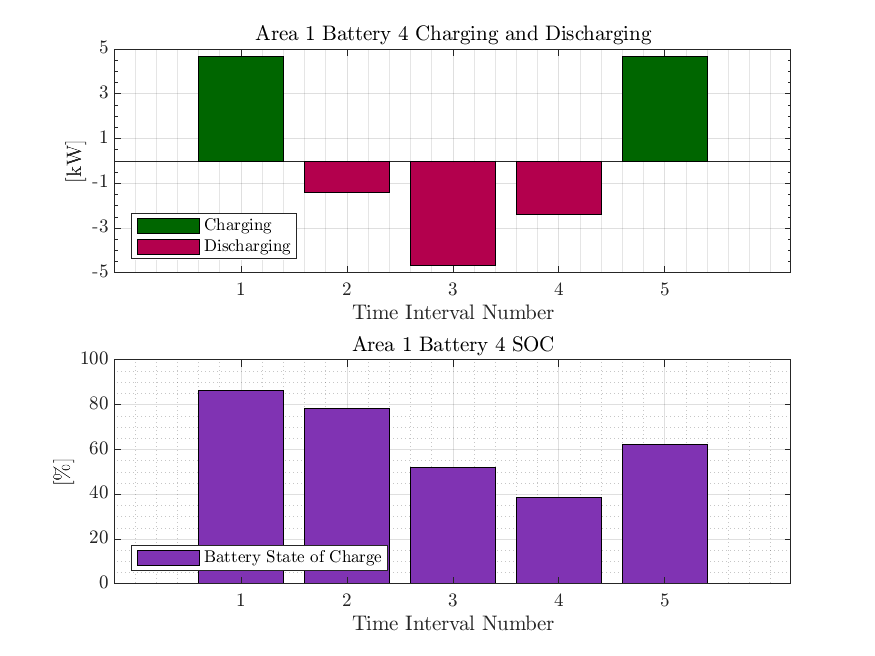 Area 1 Battery 4 Charging and Discharging
5
3
1
-1
-3
-5
[kW]
Charging
Discharging
1 2 3 4 5
Time Interval Number
Area 1 Battery 4 SOC
100
80
60
40
20
0
[%]
Battery State of Charge
1 2 3 4 5
Time Interval Number